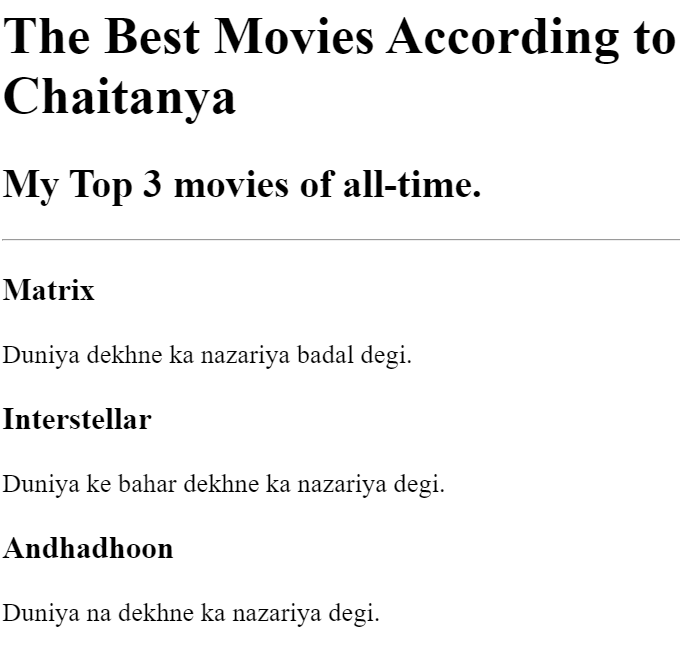 The Best Movies According to
Chaitanya
My Top 3 movies of all-time.
Matrix
Duniya dekhne ka nazariya badal degi.
Interstellar
Duniya ke bahar dekhne ka nazariya degi.
Andhadhoon
Duniya na dekhne ka nazariya degi.